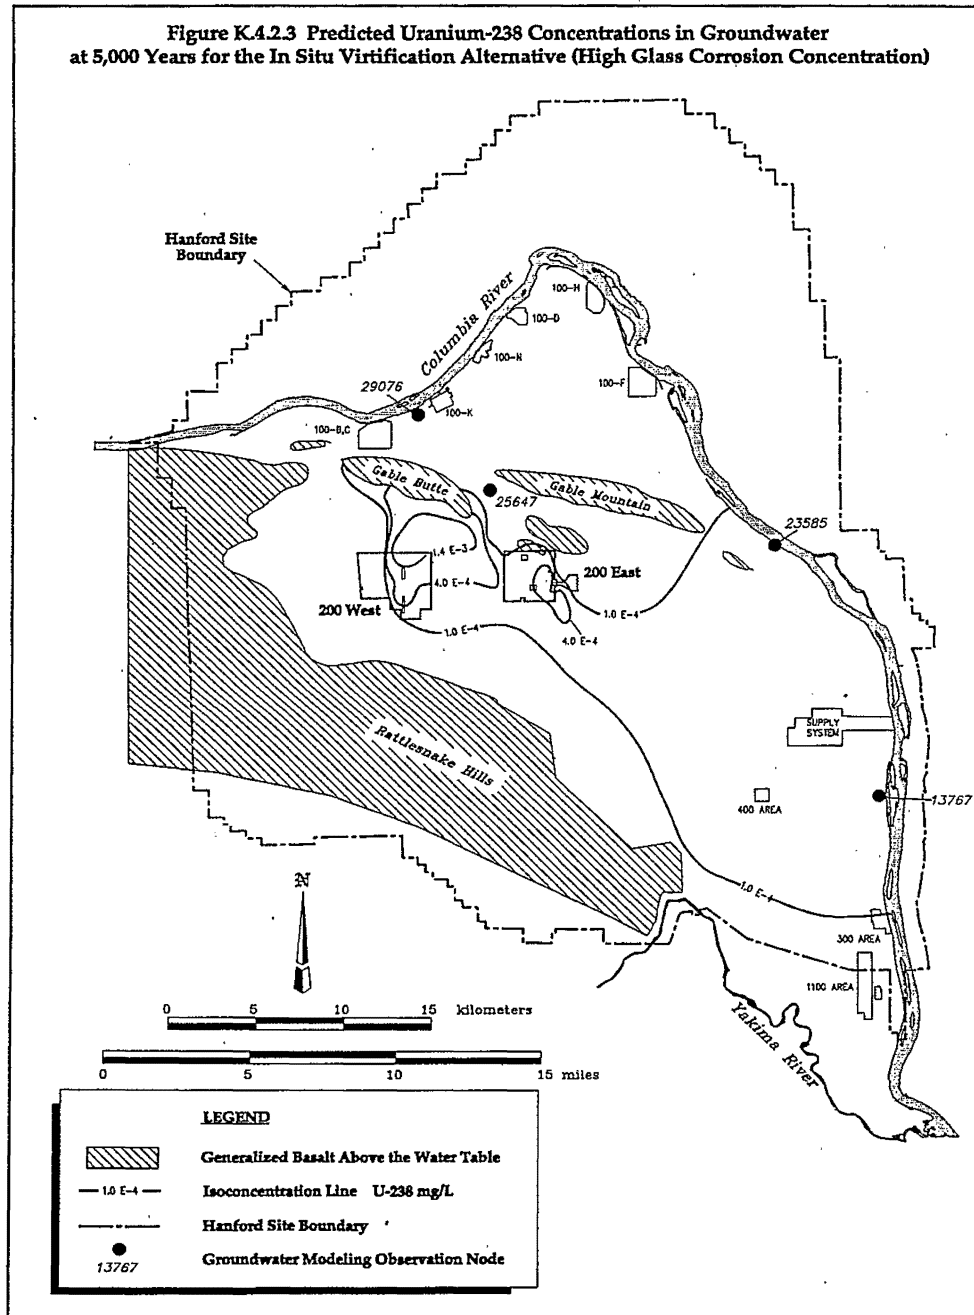 Figure K.4.2.3 Predicted Uranium-238 Concentrations in Groundwater
at 5,000 Years for the In Situ Virtification Alternative (High Glass Corrosion Concentration)
Hanford Site
Boundary
Columbia River
100-H
100-D
100-N
100-F
29076
100-K
100-B,C
Gable Butte
25647
Gable Mountain
23585
1.4 E-3
4.0 E-4
200 East
200 West
1.0 E-4
1.0 E-4
4.0 E-4
Rattlesnake Hills
SUPPLY
SYSTEM
400 AREA
13767
1.0 E-4
300 AREA
1100 AREA
Yakima River
N
0 5 10 15 kilometers
0 5 10 15 miles
LEGEND
Generalized Basalt Above the Water Table
1.0 E-4 Isoconcentration Line U-238 mg/L
Hanford Site Boundary
13767 Groundwater Modeling Observation Node